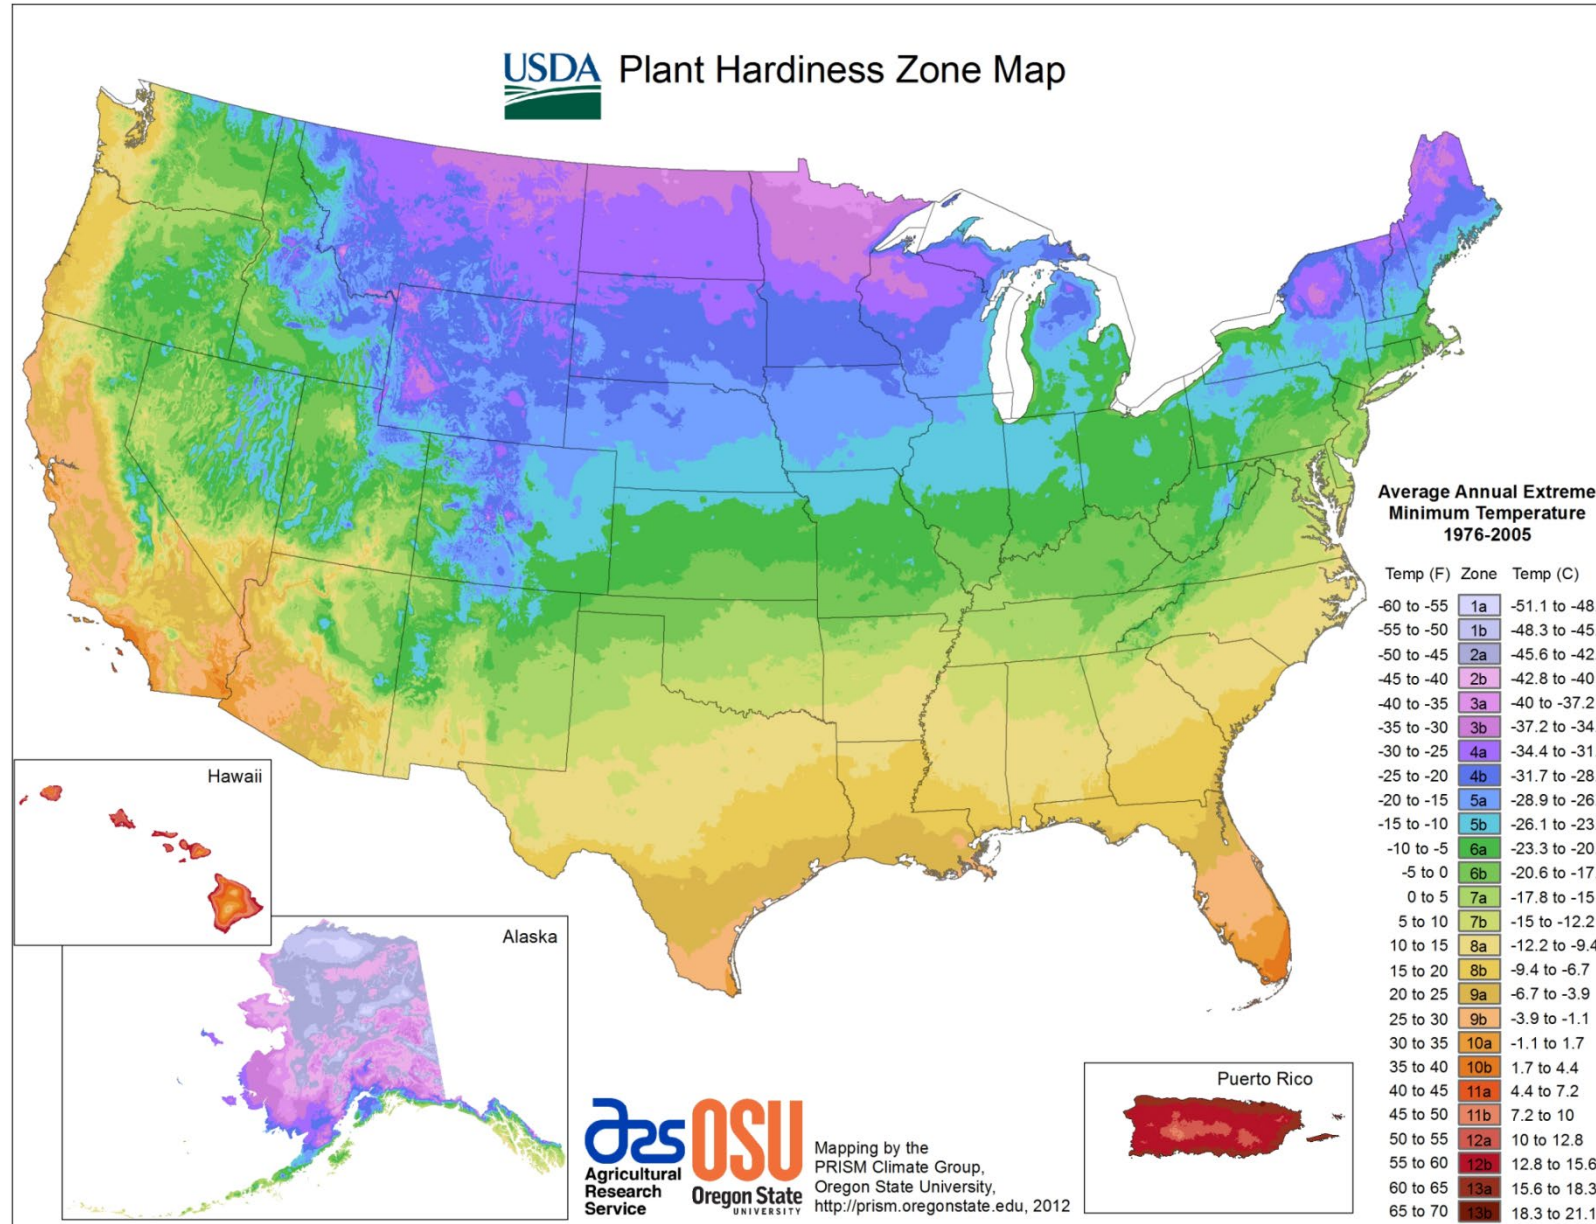 USDA Plant Hardiness Zone Map
Average Annual Extreme
Minimum Temperature
1976-2005
Temp (F) Zone Temp (C)
-60 to -55 1a -51.1 to -48
-55 to -50 1b -48.3 to -45
-50 to -45 2a -45.6 to -42
-45 to -40 2b -42.8 to -40
-40 to -35 3a -40 to -37.2
-35 to -30 3b -37.2 to -34
-30 to -25 4a -34.4 to -31
-25 to -20 4b -31.7 to -28
-20 to -15 5a -28.9 to -26
-15 to -10 5b -26.1 to -23
-10 to -5 6a -23.3 to -20
-5 to 0 6b -20.6 to -17
0 to 5 7a -17.8 to -15
5 to 10 7b -15 to -12.2
10 to 15 8a -12.2 to -9.4
15 to 20 8b -9.4 to -6.7
20 to 25 9a -6.7 to -3.9
25 to 30 9b -3.9 to -1.1
30 to 35 10a -1.1 to 1.7
35 to 40 10b 1.7 to 4.4
40 to 45 11a 4.4 to 7.2
45 to 50 11b 7.2 to 10
50 to 55 12a 10 to 12.8
55 to 60 12b 12.8 to 15.6
60 to 65 13a 15.6 to 18.3
65 to 70 13b 18.3 to 21.1
Hawaii
Alaska
Puerto Rico
ars
Agricultural
Research
Service
OSU
Oregon State
UNIVERSITY
Mapping by the
PRISM Climate Group,
Oregon State University,
http://prism.oregonstate.edu, 2012